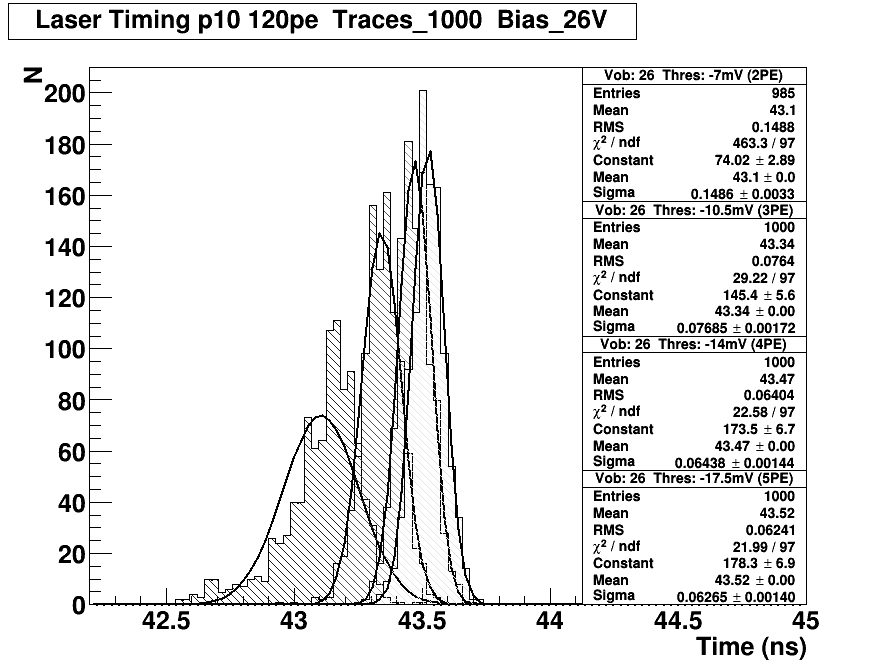 Laser Timing p10 120pe  Traces_1000  Bias_26V
N
200
180
160
140
120
100
80
60
40
20
0
42.5 43 43.5 44 44.5 45
Time (ns)
Vob: 26  Thres: -7mV (2PE)
Entries 985
Mean 43.1
RMS 0.1488
χ² / ndf 463.3 / 97
Constant 74.02 ± 2.89
Mean 43.1 ± 0.0
Sigma 0.1486 ± 0.0033
Vob: 26  Thres: -10.5mV (3PE)
Entries 1000
Mean 43.34
RMS 0.0764
χ² / ndf 29.22 / 97
Constant 145.4 ± 5.6
Mean 43.34 ± 0.00
Sigma 0.07685 ± 0.00172
Vob: 26  Thres: -14mV (4PE)
Entries 1000
Mean 43.47
RMS 0.06404
χ² / ndf 22.58 / 97
Constant 173.5 ± 6.7
Mean 43.47 ± 0.00
Sigma 0.06438 ± 0.00144
Vob: 26  Thres: -17.5mV (5PE)
Entries 1000
Mean 43.52
RMS 0.06241
χ² / ndf 21.99 / 97
Constant 178.3 ± 6.9
Mean 43.52 ± 0.00
Sigma 0.06265 ± 0.00140